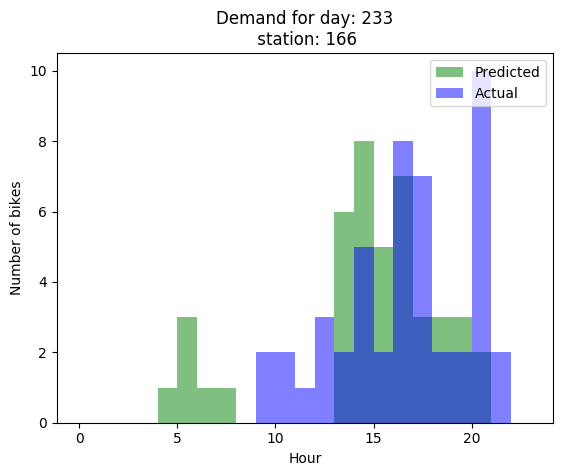 Demand for day: 233
station: 166
Predicted
Actual
Number of bikes
10
8
6
4
2
0
0
5
10
15
20
Hour